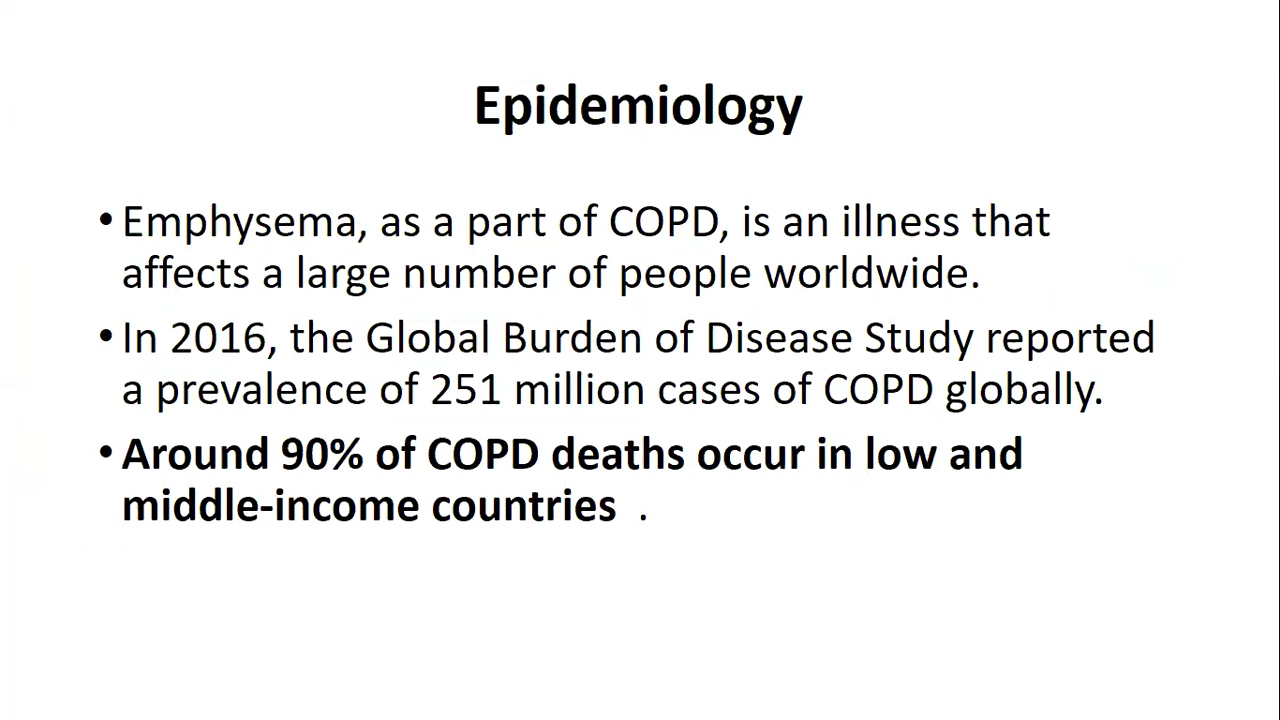 Epidemiology
• Emphysema, as a part of COPD, is an illness that
affects a large number of people worldwide.
• In 2016, the Global Burden of Disease Study reported
a prevalence of 251 million cases of COPD globally.
• Around 90% of COPD deaths occur in low and
middle-income countries .